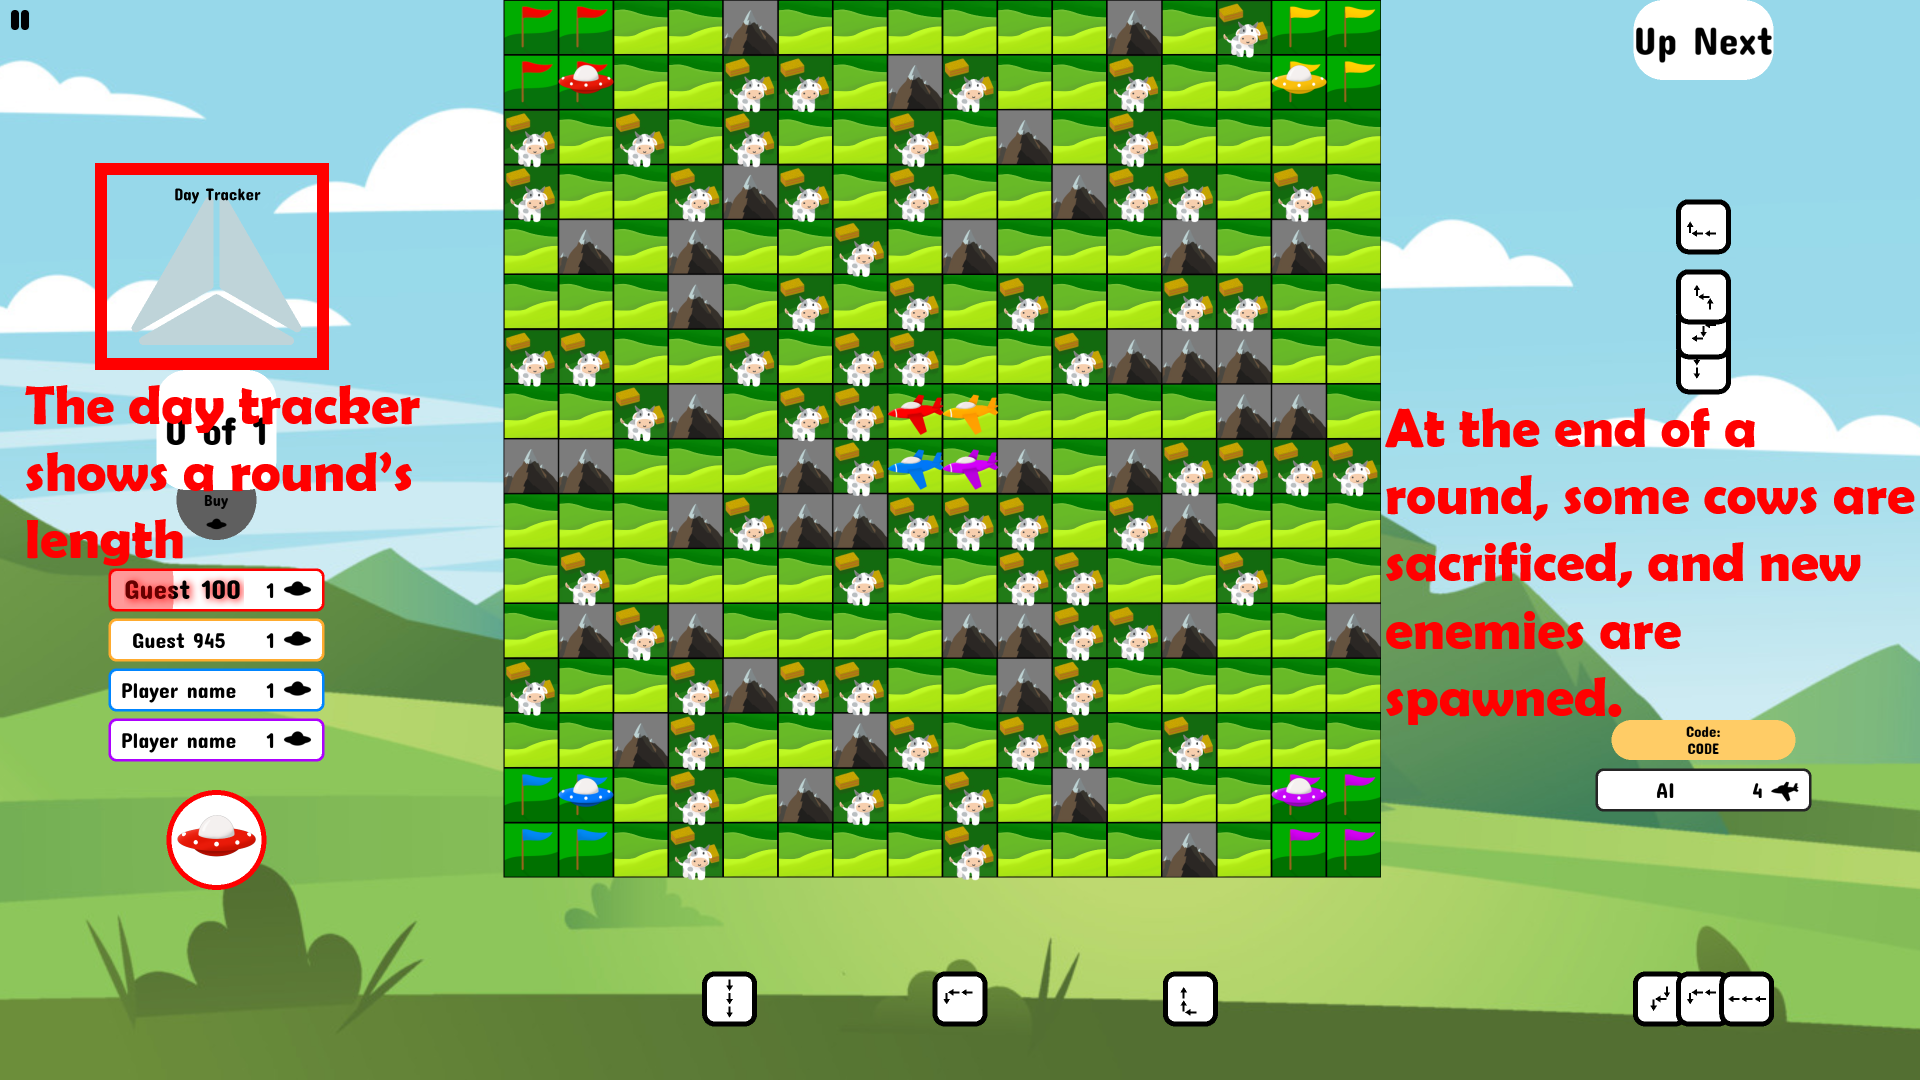 Up Next
Day Tracker
The day tracker
shows a round's
length
0 of 1
Buy
Guest 100 1
Guest 945 1
Player name 1
Player name 1
At the end of a
round, some cows are
sacrificed, and new
enemies are
spawned.
Code:
CODE
AI 4